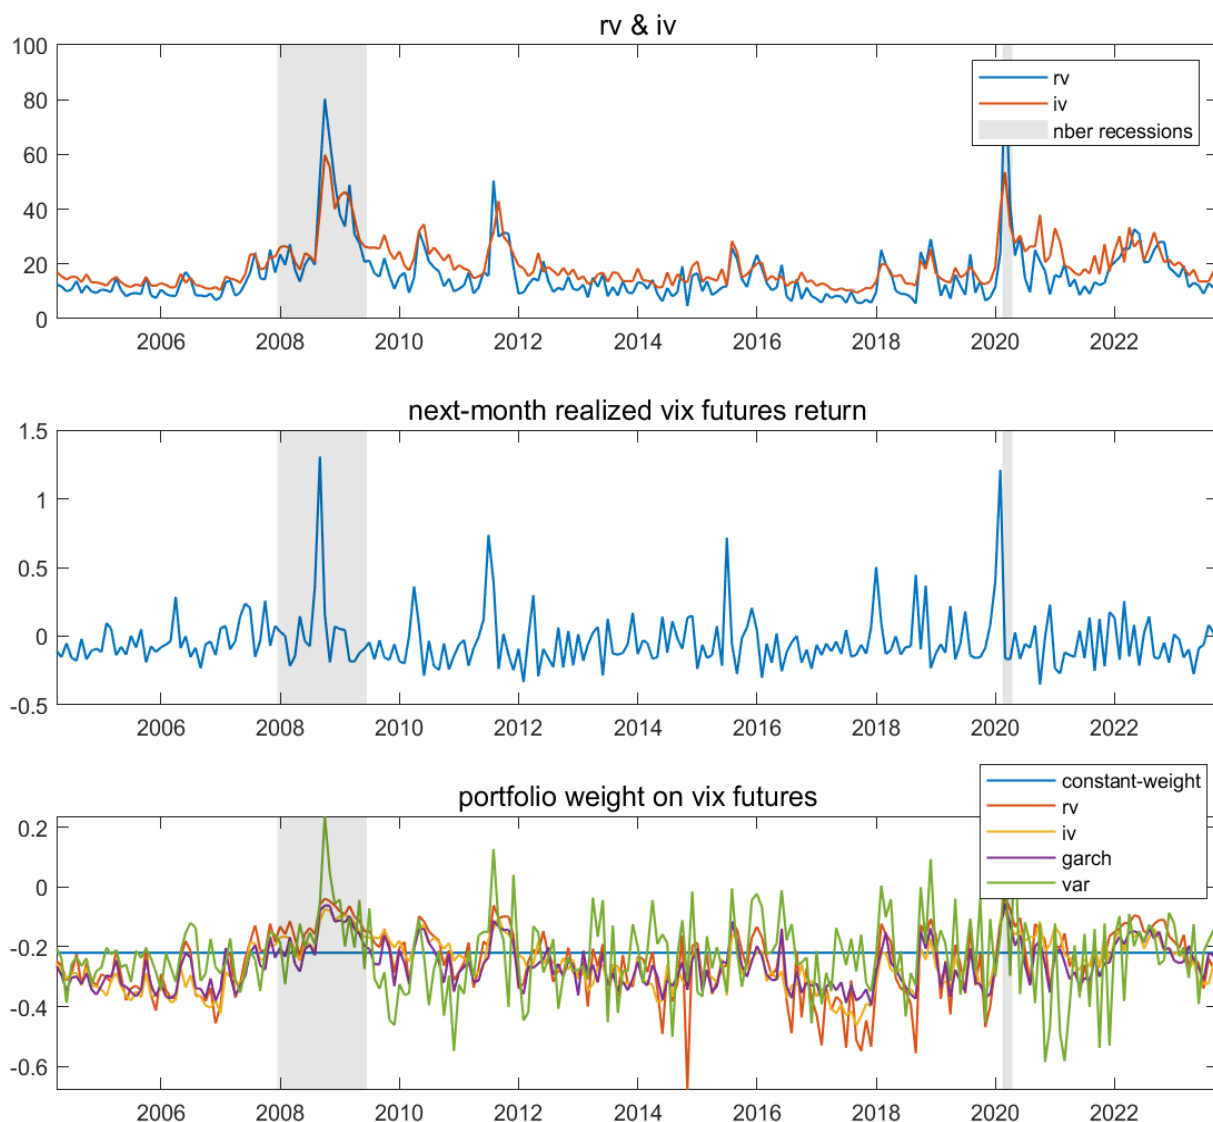 rv & iv
100
80
60
40
20
0
rv
iv
nber recessions
2006 2008 2010 2012 2014 2016 2018 2020 2022
next-month realized vix futures return
1.5
1
0.5
0
-0.5
2006 2008 2010 2012 2014 2016 2018 2020 2022
portfolio weight on vix futures
constant-weight
rv
iv
garch
var
0.2
0
-0.2
-0.4
-0.6
2006 2008 2010 2012 2014 2016 2018 2020 2022